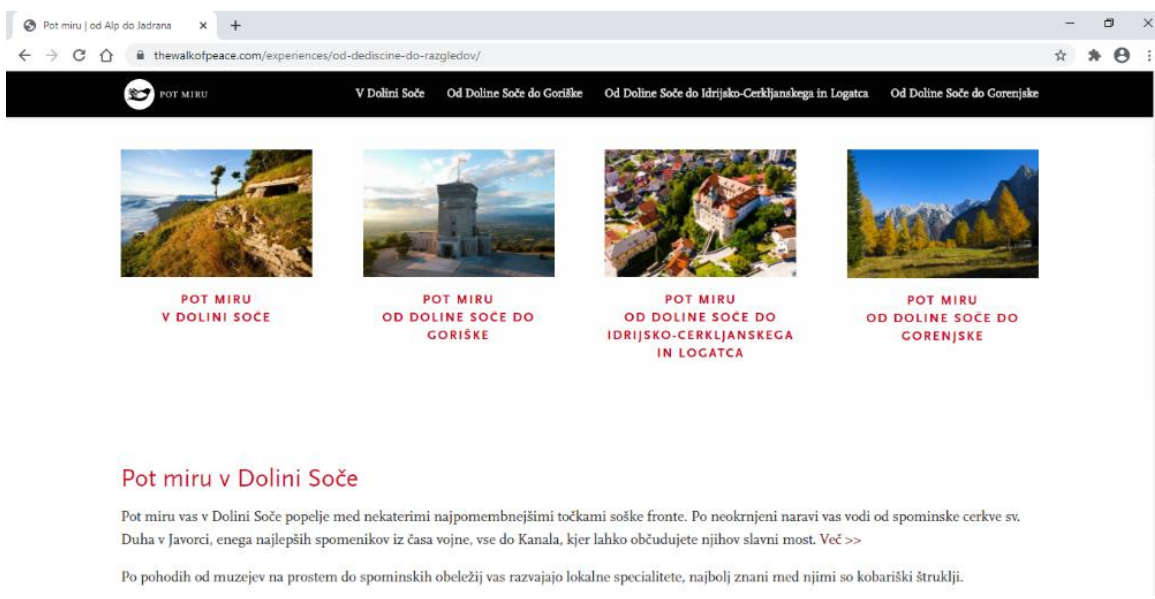 Pot miru | od Alp do Jadrana
thewalkofpeace.com/experiences/od-dediscine-do-razgledov/
POT MIRU
V Dolini Soče
Od Doline Soče do Goriške
Od Doline Soče do Idrijsko-Cerkljanskega in Logatca
Od Doline Soče do Gorenjske
POT MIRU
V DOLINI SOČE
POT MIRU
OD DOLINE SOČE DO
GORIŠKE
POT MIRU
OD DOLINE SOČE DO
IDRIJSKO-CERKLJANSKEGA
IN LOGATCA
POT MIRU
OD DOLINE SOČE DO
GORENJSKE
Pot miru v Dolini Soče
Pot miru vas v Dolini Soče popelje med nekaterimi najpomembnejšimi točkami soške fronte. Po neokrnjeni naravi vas vodi od spominske cerkve sv.
Duha v Javorci, enega najlepših spomenikov iz časa vojne, vse do Kanala, kjer lahko občudujete njihov slavni most. Več >>
Po pohodih od muzejev na prostem do spominskih obeležij vas razvajajo lokalne specialitete, najbolj znani med njimi so kobariški štruklji.